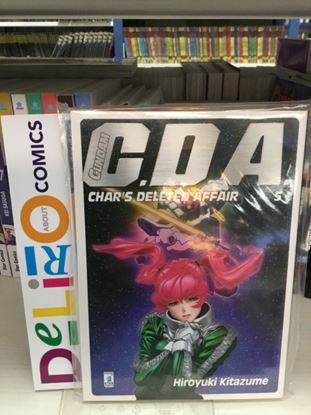 GUNDAM
C.D.A
CHAR'S DELETED AFFAIR 5
Hiroyuki Kitazume
DeLiRiO
ABOUT
COMICS